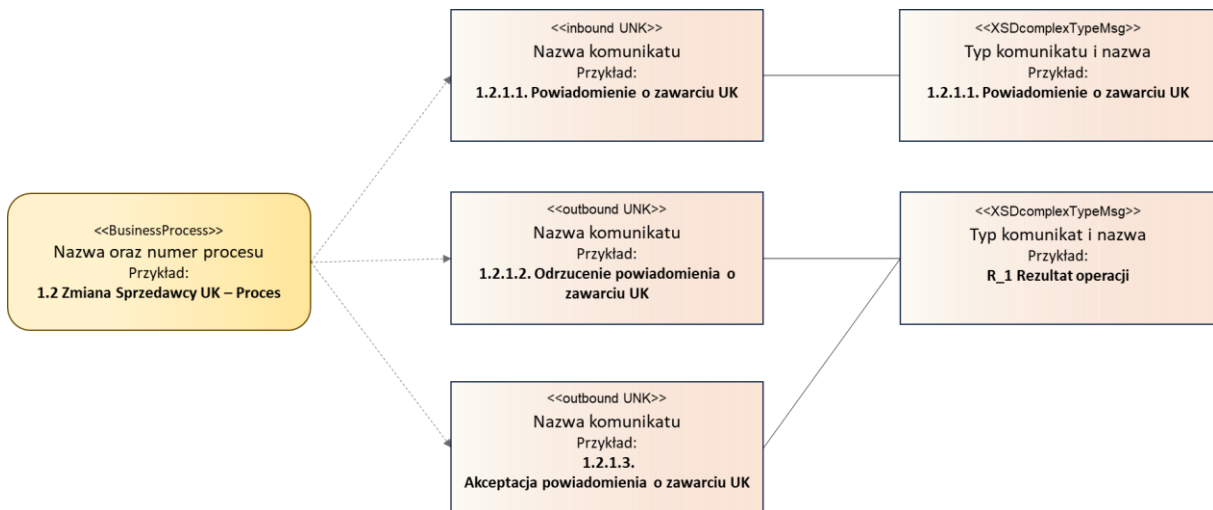 <<BusinessProcess>>
Nazwa oraz numer procesu
Przykład:
1.2 Zmiana Sprzedawcy UK – Proces
<<inbound UNK>>
Nazwa komunikatu
Przykład:
1.2.1.1. Powiadomienie o zawarciu UK
<<XSDcomplexTypeMsg>>
Typ komunikatu i nazwa
Przykład:
1.2.1.1. Powiadomienie o zawarciu UK
<<outbound UNK>>
Nazwa komunikatu
Przykład:
1.2.1.2. Odrzucenie powiadomienia o
zawarciu UK
<<XSDcomplexTypeMsg>>
Typ komunikat i nazwa
Przykład:
R_1 Rezultat operacji
<<outbound UNK>>
Nazwa komunikatu
Przykład:
1.2.1.3.
Akceptacja powiadomienia o zawarciu UK